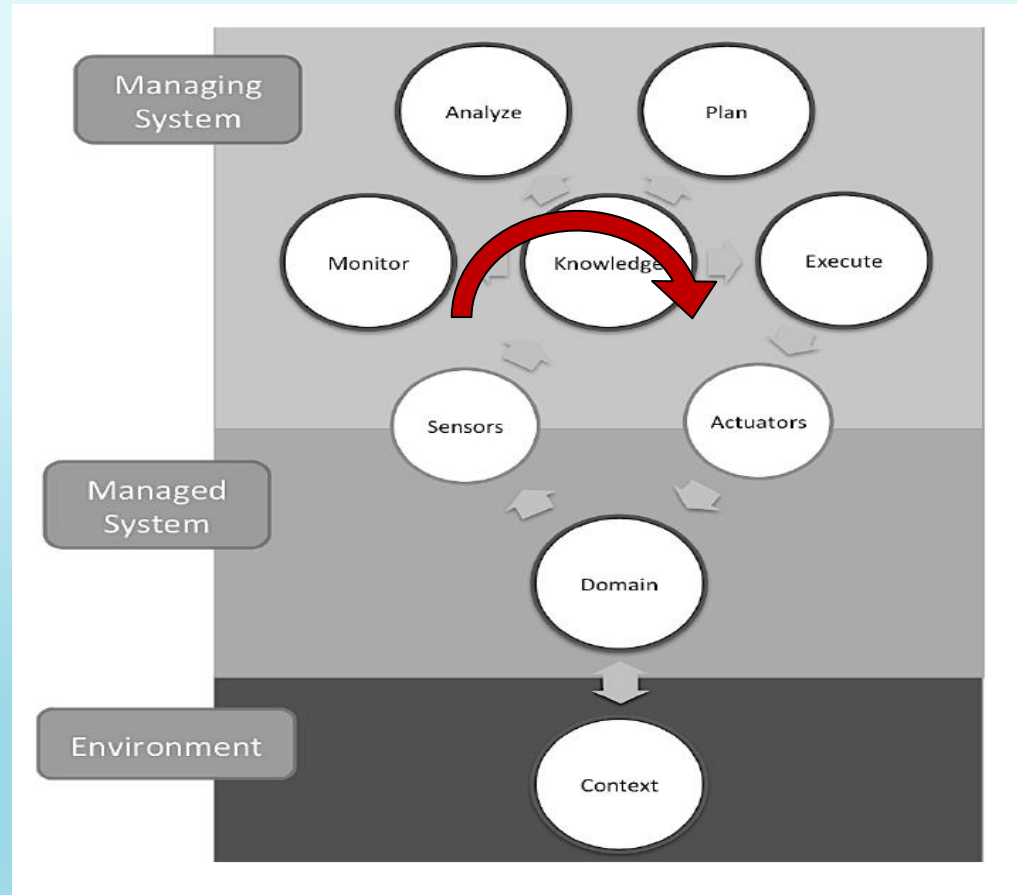 Managing
System
Analyze
Plan
Monitor
Knowledge
Execute
Sensors
Actuators
Managed
System
Domain
Environment
Context